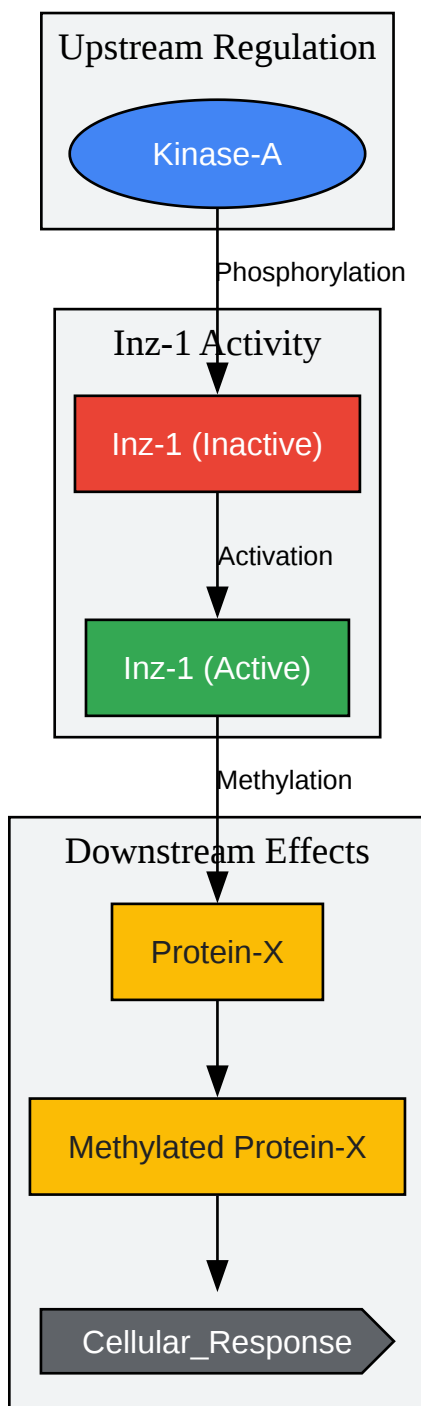 Upstream Regulation
Kinase-A
Phosphorylation
Inz-1 Activity
Inz-1 (Inactive)
Activation
Inz-1 (Active)
Methylation
Downstream Effects
Protein-X
Methylated Protein-X
Cellular_Response